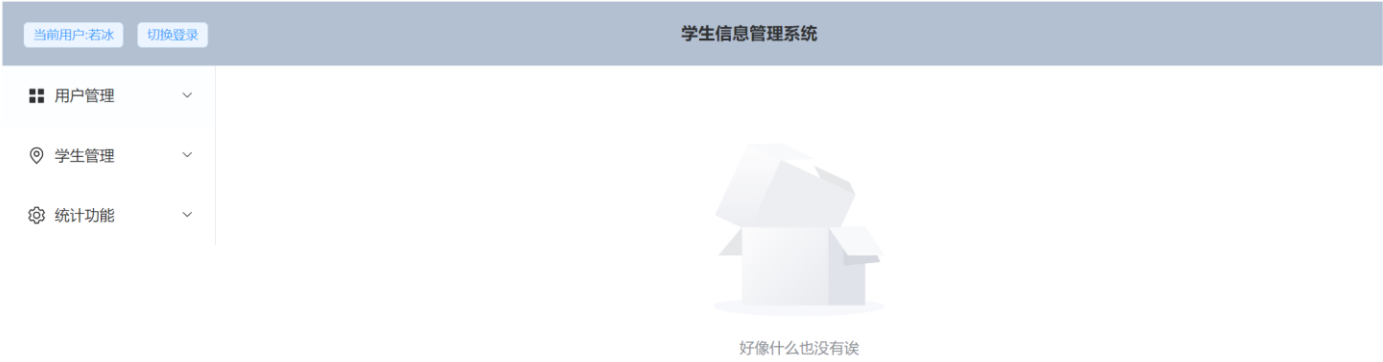 当前用户:若冰 切换登录 学生信息管理系统
用户管理
学生管理
统计功能
好像什么也没有诶